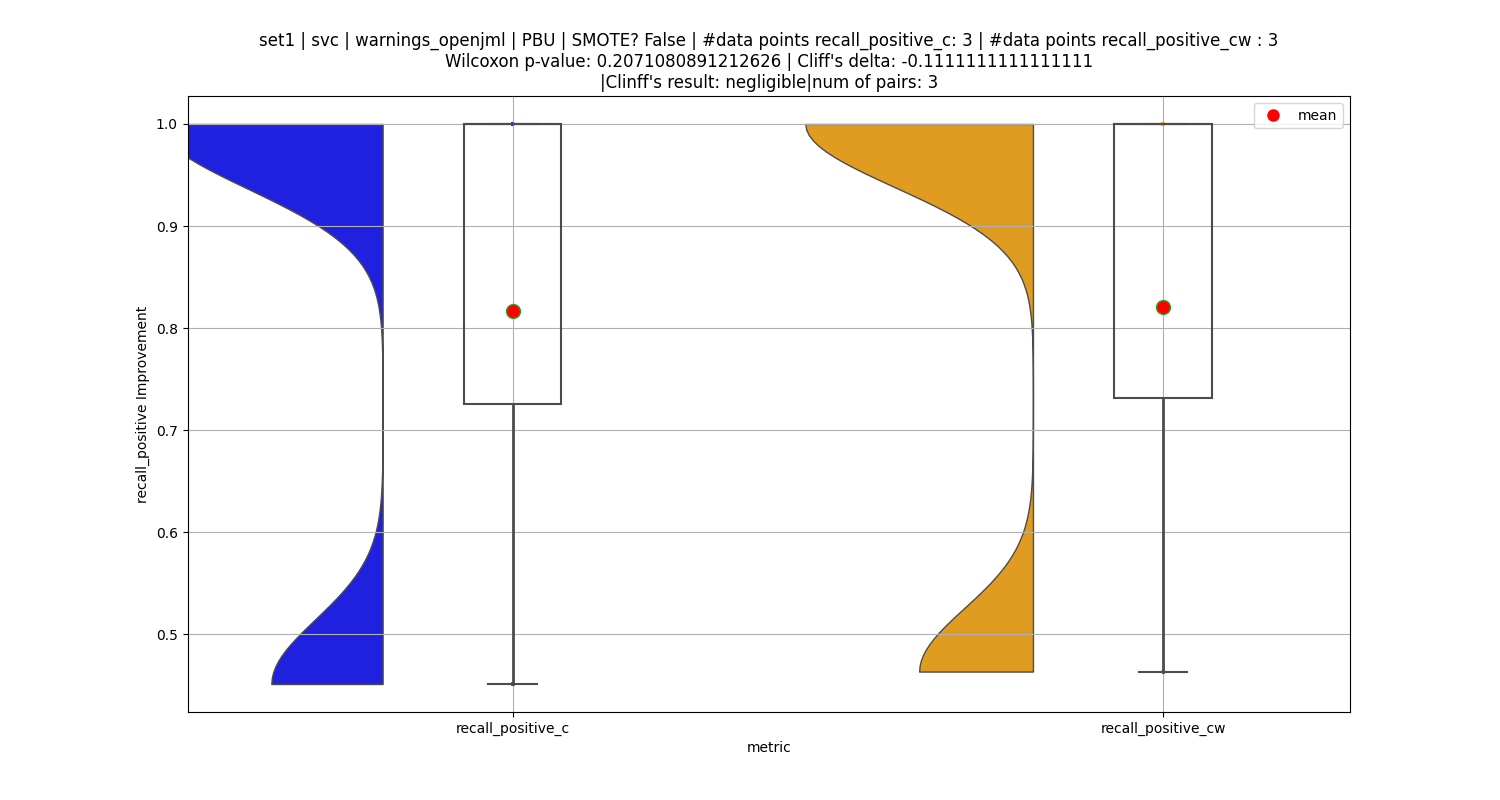 set1 | svc | warnings_openjml | PBU | SMOTE? False | #data points recall_positive_c: 3 | #data points recall_positive_cw : 3
Wilcoxon p-value: 0.2071080891212626 | Cliff's delta: -0.1111111111111111
|Clinff's result: negligible|num of pairs: 3
mean
1.0
0.9
0.8
0.7
0.6
0.5
recall_positive Improvement
recall_positive_c
recall_positive_cw
metric